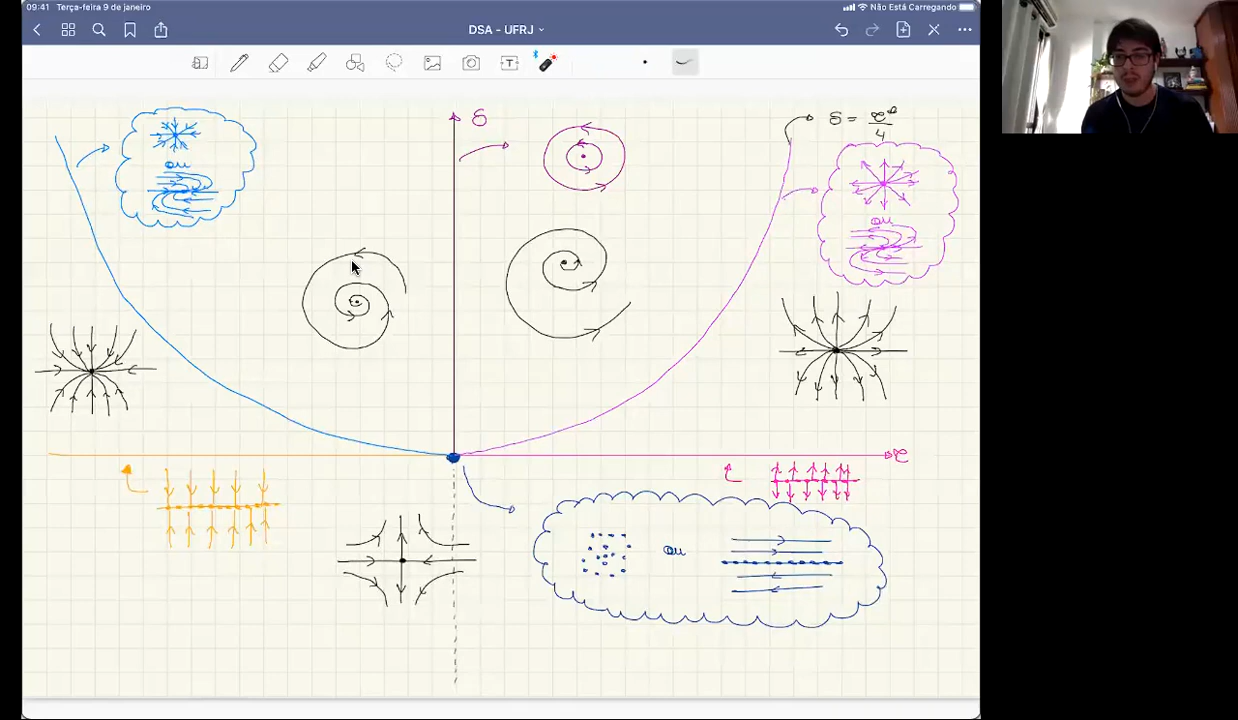 09:41 Terça-feira 9 de janeiro
Não Está Carregando
DSA - UFRJ
δ
δ = τ²/4
ou
ou
τ
ou